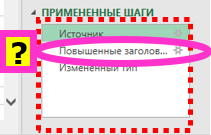 ПРИМЕНЕННЫЕ ШАГИ
Источник
? Повышенные заголов...
Измененный тип